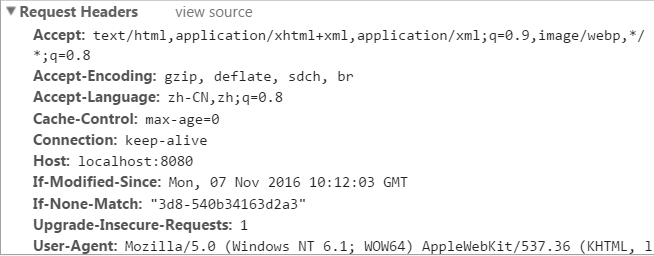 ▼ Request Headers view source
Accept: text/html,application/xhtml+xml,application/xml;q=0.9,image/webp,*/
*;q=0.8
Accept-Encoding: gzip, deflate, sdch, br
Accept-Language: zh-CN,zh;q=0.8
Cache-Control: max-age=0
Connection: keep-alive
Host: localhost:8080
If-Modified-Since: Mon, 07 Nov 2016 10:12:03 GMT
If-None-Match: "3d8-540b34163d2a3"
Upgrade-Insecure-Requests: 1
User-Agent: Mozilla/5.0 (Windows NT 6.1; WOW64) AppleWebKit/537.36 (KHTML, l